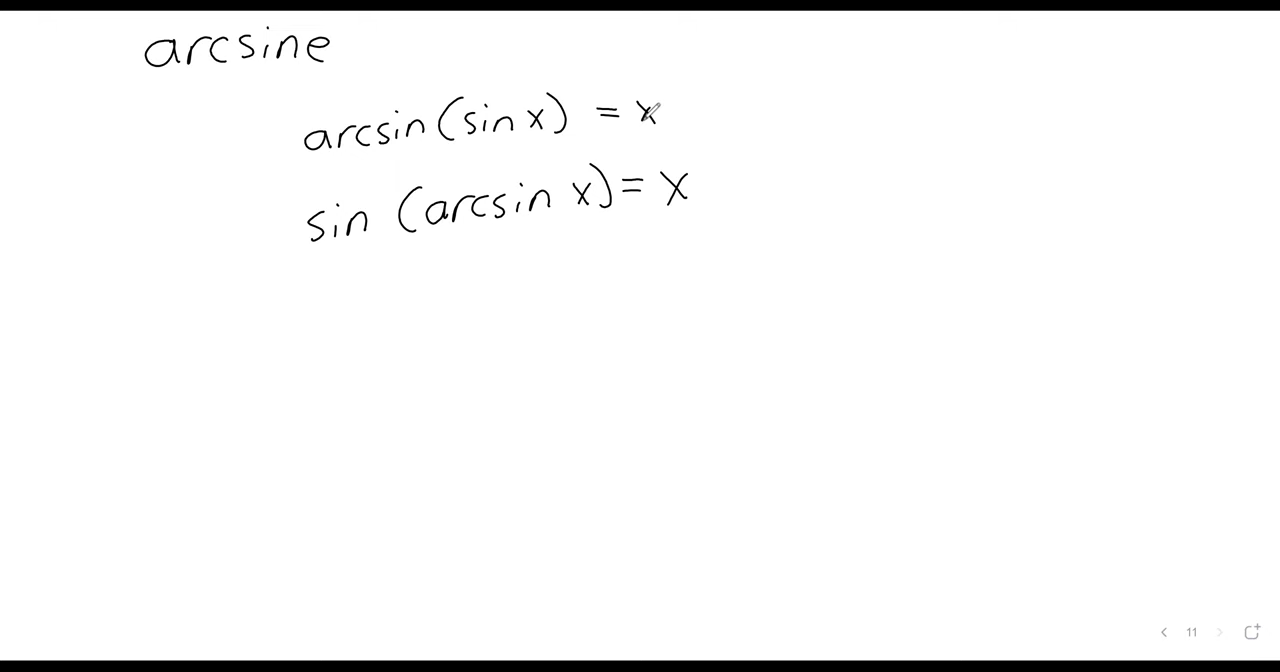 arcsine
arcsin(sin x) = x
sin (arcsin x) = x
11